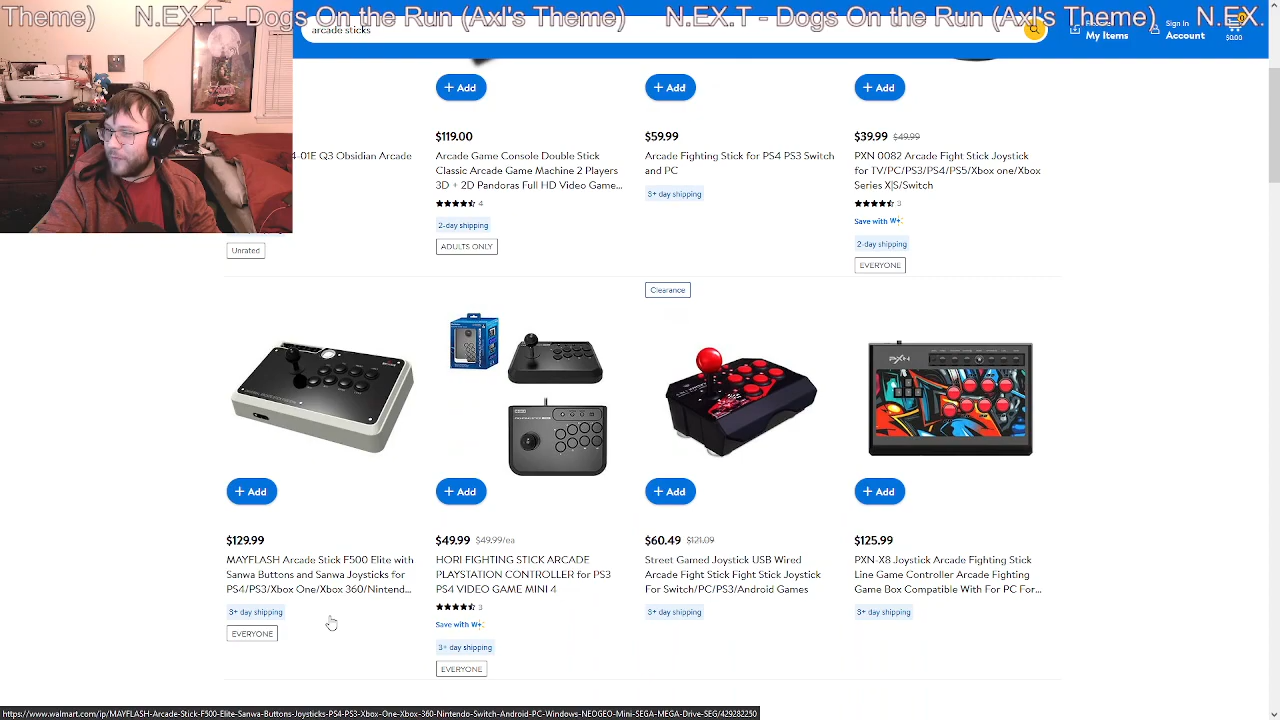 Theme)      N.EX.T - Dogs On the Run (Axl's Theme)      N.EX.T - Dogs On the Run (Axl's Theme)      N.EX.
arcade sticks
My Items
Sign In
Account
0
$0.00
+ Add
+ Add
+ Add
$119.00
$59.99
$39.99 $49.99
-01E Q3 Obsidian Arcade
Arcade Game Console Double Stick
Classic Arcade Game Machine 2 Players
3D + 2D Pandoras Full HD Video Game...
4
2-day shipping
ADULTS ONLY
Arcade Fighting Stick for PS4 PS3 Switch
and PC
3+ day shipping
PXN 0082 Arcade Fight Stick Joystick
for TV/PC/PS3/PS4/PS5/Xbox one/Xbox
Series X|S/Switch
3
Save with W+
2-day shipping
EVERYONE
Unrated
Clearance
PXN
+ Add
+ Add
+ Add
+ Add
$129.99
MAYFLASH Arcade Stick F500 Elite with
Sanwa Buttons and Sanwa Joysticks for
PS4/PS3/Xbox One/Xbox 360/Nintend...
3+ day shipping
EVERYONE
$49.99 $49.99/ea
HORI FIGHTING STICK ARCADE
PLAYSTATION CONTROLLER for PS3
PS4 VIDEO GAME MINI 4
3
Save with W+
3+ day shipping
EVERYONE
$60.49 $121.09
Street Gamed Joystick USB Wired
Arcade Fight Stick Fight Stick Joystick
For Switch/PC/PS3/Android Games
3+ day shipping
$125.99
PXN-X8 Joystick Arcade Fighting Stick
Line Game Controller Arcade Fighting
Game Box Compatible With For PC For...
3+ day shipping
https://www.walmart.com/ip/MAYFLASH-Arcade-Stick-F500-Elite-Sanwa-Buttons-Joysticks-PS4-PS3-Xbox-One-Xbox-360-Nintendo-Switch-Android-PC-Windows-NEOGEO-Mini-SEGA-MEGA-Drive-SEG/429282250